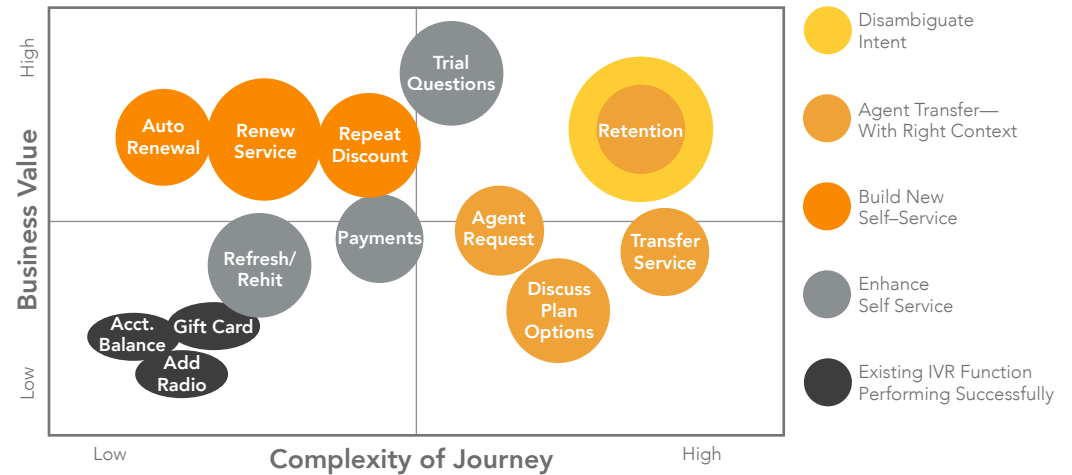 High
Business Value
Low
Trial
Questions
Auto
Renewal
Renew
Service
Repeat
Discount
Retention
Payments
Agent
Request
Transfer
Service
Refresh/
Rehit
Discuss
Plan
Options
Acct.
Balance
Gift Card
Add
Radio
Low
Complexity of Journey
High
Disambiguate
Intent
Agent Transfer—
With Right Context
Build New
Self–Service
Enhance
Self Service
Existing IVR Function
Performing Successfully